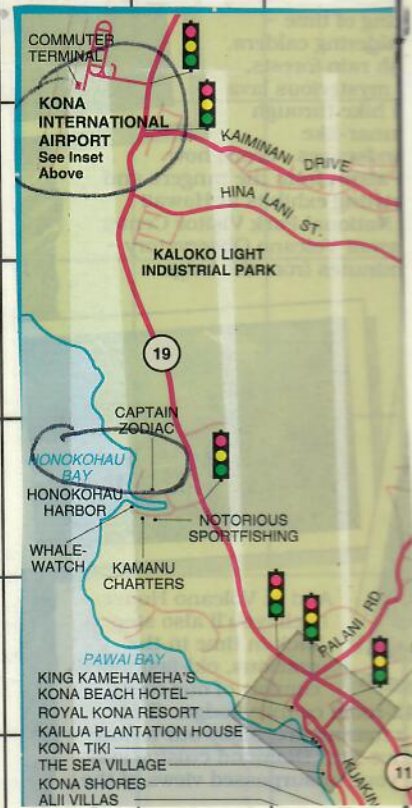 COMMUTER
TERMINAL
KONA
INTERNATIONAL
AIRPORT
See Inset
Above
KAIMINANI DRIVE
HINA LANI ST.
KALOKO LIGHT
INDUSTRIAL PARK
19
CAPTAIN
ZODIAC
HONOKOHAU
BAY
HONOKOHAU
HARBOR
NOTORIOUS
SPORTFISHING
WHALE-
WATCH
KAMANU
CHARTERS
PALANI RD.
PAWAI BAY
KING KAMEHAMEHA'S
KONA BEACH HOTEL
ROYAL KONA RESORT
KAILUA PLANTATION HOUSE
KONA TIKI
THE SEA VILLAGE
KONA SHORES
ALII VILLAS
KUAKINI
11